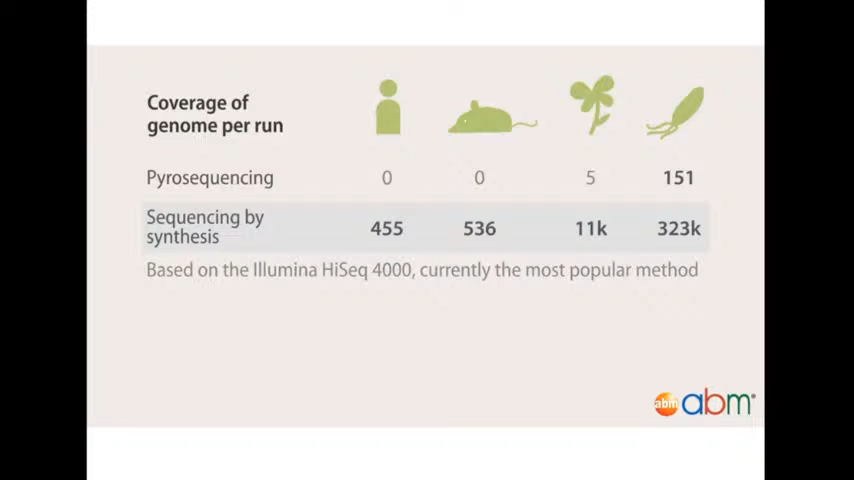 Coverage of
genome per run
Pyrosequencing 0 0 5 151
Sequencing by
synthesis 455 536 11k 323k
Based on the Illumina HiSeq 4000, currently the most popular method
abm abm®